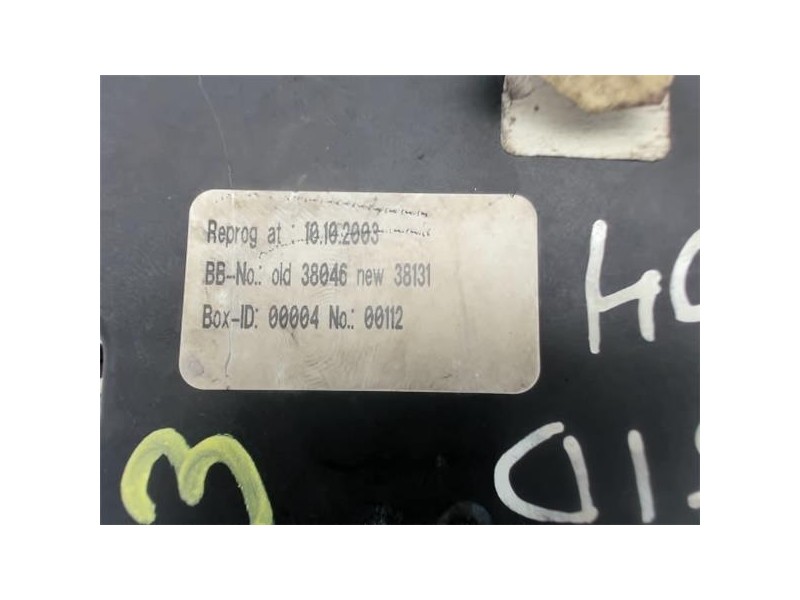 Reprog at : 10.10.2003
BB-No.: old 38046 new 38131
Box-ID: 00004 No.: 00112